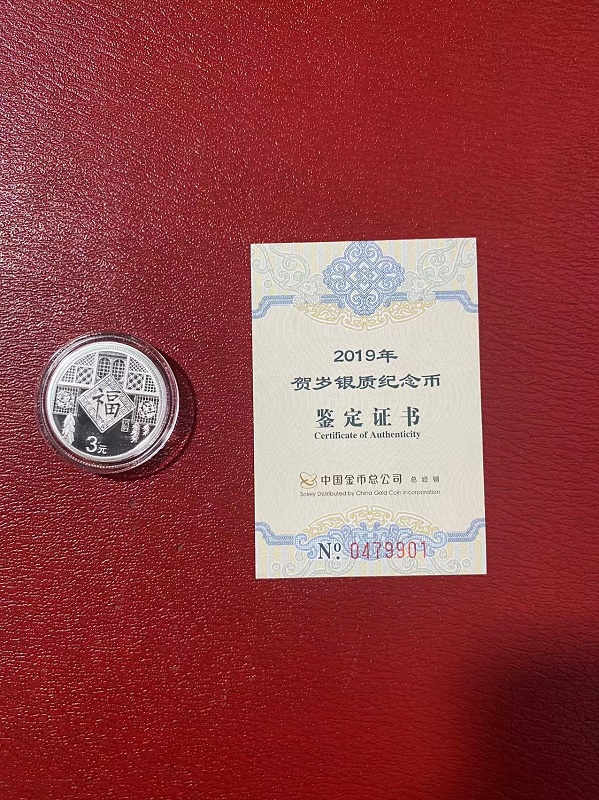 福
3元
2019年
贺岁银质纪念币
鉴定证书
Certificate of Authenticity
中国金币总公司 总经销
Solely Distributed by China Gold Coin Incorporation
Nº. 0479901